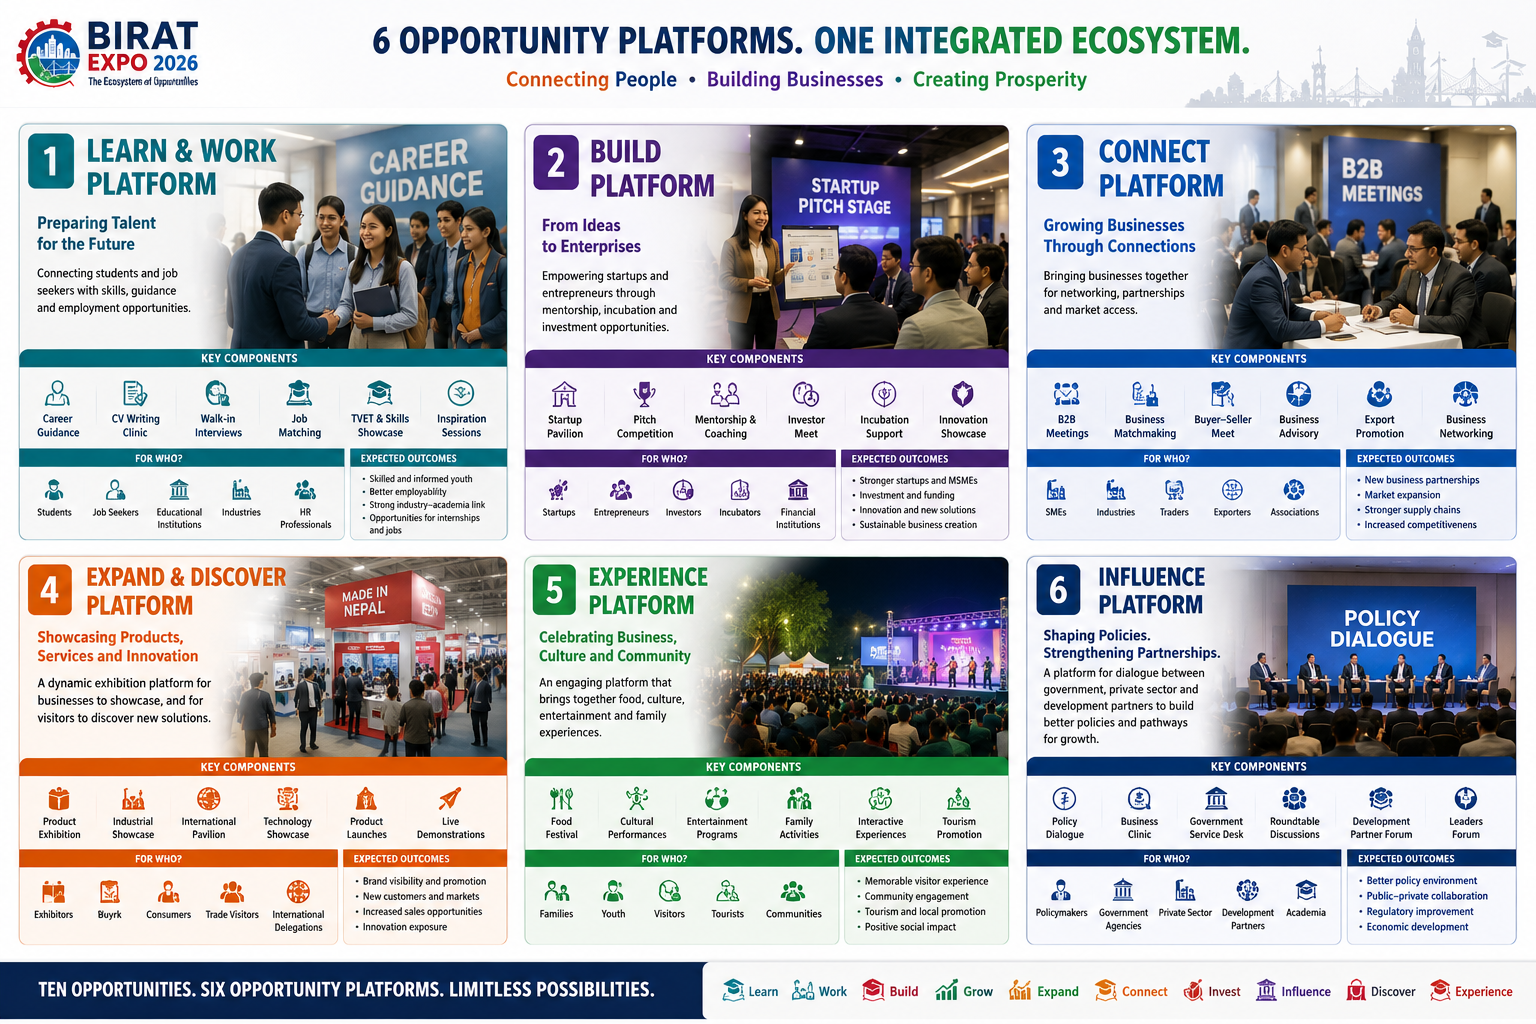 BIRAT
EXPO 2026
The Ecosystem of Opportunities
6 OPPORTUNITY PLATFORMS. ONE INTEGRATED ECOSYSTEM.
Connecting People • Building Businesses • Creating Prosperity
1
LEARN & WORK
PLATFORM
Preparing Talent
for the Future
Connecting students and job
seekers with skills, guidance
and employment opportunities.
CAREER
GUIDANCE
KEY COMPONENTS
Career
Guidance
CV Writing
Clinic
Walk-in
Interviews
Job
Matching
TVET & Skills
Showcase
Inspiration
Sessions
FOR WHO?
Students
Job Seekers
Educational
Institutions
Industries
HR
Professionals
EXPECTED OUTCOMES
• Skilled and informed youth
• Better employability
• Strong industry–academia link
• Opportunities for internships
and jobs
2
BUILD
PLATFORM
From Ideas
to Enterprises
Empowering startups and
entrepreneurs through
mentorship, incubation and
investment opportunities.
STARTUP
PITCH STAGE
KEY COMPONENTS
Startup
Pavilion
Pitch
Competition
Mentorship &
Coaching
Investor
Meet
Incubation
Support
Innovation
Showcase
FOR WHO?
Startups
Entrepreneurs
Investors
Incubators
Financial
Institutions
EXPECTED OUTCOMES
• Stronger startups and MSMEs
• Investment and funding
• Innovation and new solutions
• Sustainable business creation
3
CONNECT
PLATFORM
Growing Businesses
Through Connections
Bringing businesses together
for networking, partnerships
and market access.
B2B
MEETINGS
KEY COMPONENTS
B2B
Meetings
Business
Matchmaking
Buyer–Seller
Meet
Business
Advisory
Export
Promotion
Business
Networking
FOR WHO?
SMEs
Industries
Traders
Exporters
Associations
EXPECTED OUTCOMES
• New business partnerships
• Market expansion
• Stronger supply chains
• Increased competitivenens
4
EXPAND & DISCOVER
PLATFORM
Showcasing Products,
Services and Innovation
A dynamic exhibition platform for
businesses to showcase, and for
visitors to discover new solutions.
MADE IN
NEPAL
KEY COMPONENTS
Product
Exhibition
Industrial
Showcase
International
Pavilion
Technology
Showcase
Product
Launches
Live
Demonstrations
FOR WHO?
Exhibitors
Buyrk
Consumers
Trade Visitors
International
Delegations
EXPECTED OUTCOMES
• Brand visibility and promotion
• New customers and markets
• Increased sales opportunities
• Innovation exposure
5
EXPERIENCE
PLATFORM
Celebrating Business,
Culture and Community
An engaging platform that
brings together food, culture,
entertainment and family
experiences.
KEY COMPONENTS
Food
Festival
Cultural
Performances
Entertainment
Programs
Family
Activities
Interactive
Experiences
Tourism
Promotion
FOR WHO?
Families
Youth
Visitors
Tourists
Communities
EXPECTED OUTCOMES
• Memorable visitor experience
• Community engagement
• Tourism and local promotion
• Positive social impact
6
INFLUENCE
PLATFORM
Shaping Policies.
Strengthening Partnerships.
A platform for dialogue between
government, private sector and
development partners to build
better policies and pathways
for growth.
POLICY
DIALOGUE
KEY COMPONENTS
Policy
Dialogue
Business
Clinic
Government
Service Desk
Roundtable
Discussions
Development
Partner Forum
Leaders
Forum
FOR WHO?
Policymakers
Government
Agencies
Private Sector
Development
Partners
Academia
EXPECTED OUTCOMES
• Better policy environment
• Public–private collaboration
• Regulatory improvement
• Economic development
TEN OPPORTUNITIES. SIX OPPORTUNITY PLATFORMS. LIMITLESS POSSIBILITIES.
Learn
Work
Build
Grow
Expand
Connect
Invest
Influence
Discover
Experience